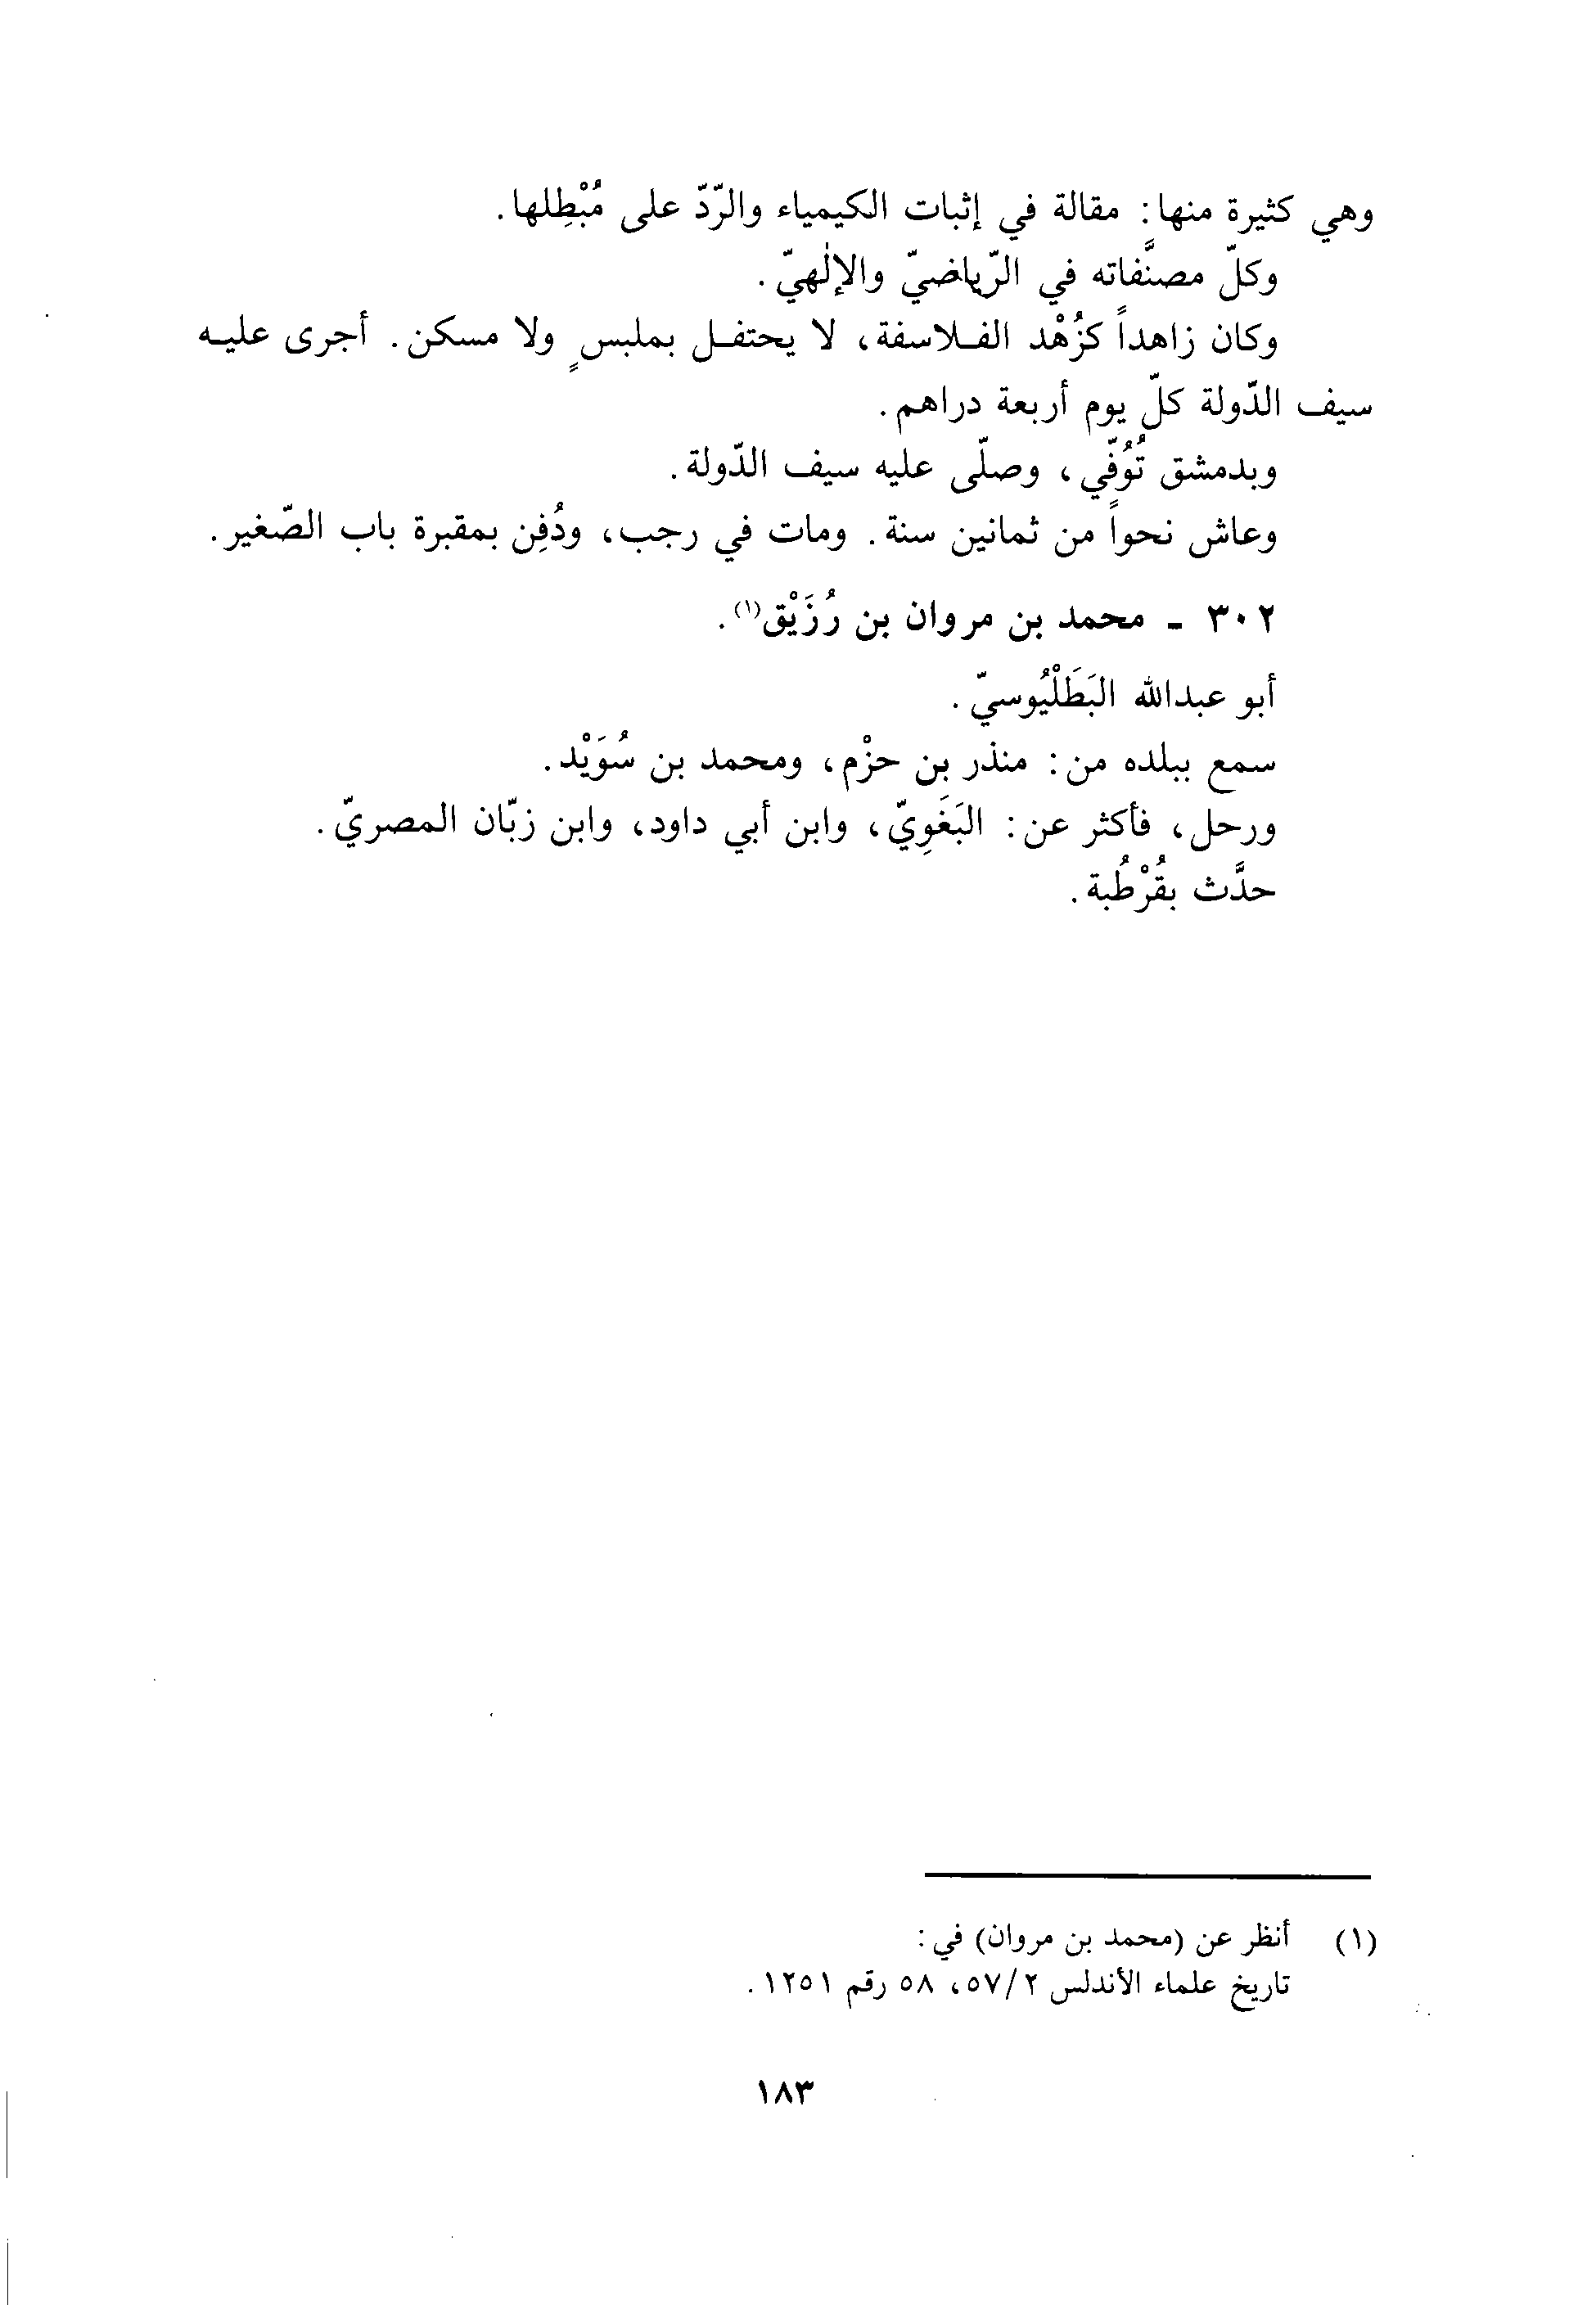 وهي كثيرة منها: مقالة في إثبات الكيمياء والرّدّ على مُبْطِلها.
وكلّ مصنَّفاته في الرّياضيّ والإلٰهيّ.
وكان زاهداً كزُهْد الفلاسفة، لا يحتفل بملبسٍ ولا مسكن. أجرى عليه
سيف الدّولة كلّ يوم أربعة دراهم.
وبدمشق تُوُفّي، وصلّى عليه سيف الدّولة.
وعاش نحواً من ثمانين سنة. ومات في رجب، ودُفِن بمقبرة باب الصّغير.
٣٠٢ - محمد بن مروان بن رُزَيْق(١).
أبو عبدالله البَطَلْيُوسيّ.
سمع ببلده من: منذر بن حزْم، ومحمد بن سُوَيْد.
ورحل، فأكثر عن: البَغَوِيّ، وابن أبي داود، وابن زبّان المصريّ.
حدَّث بقُرْطُبة.
(١) أنظر عن (محمد بن مروان) في:
تاريخ علماء الأندلس ٢/ ٥٧، ٥٨ رقم ١٢٥١.
١٨٣